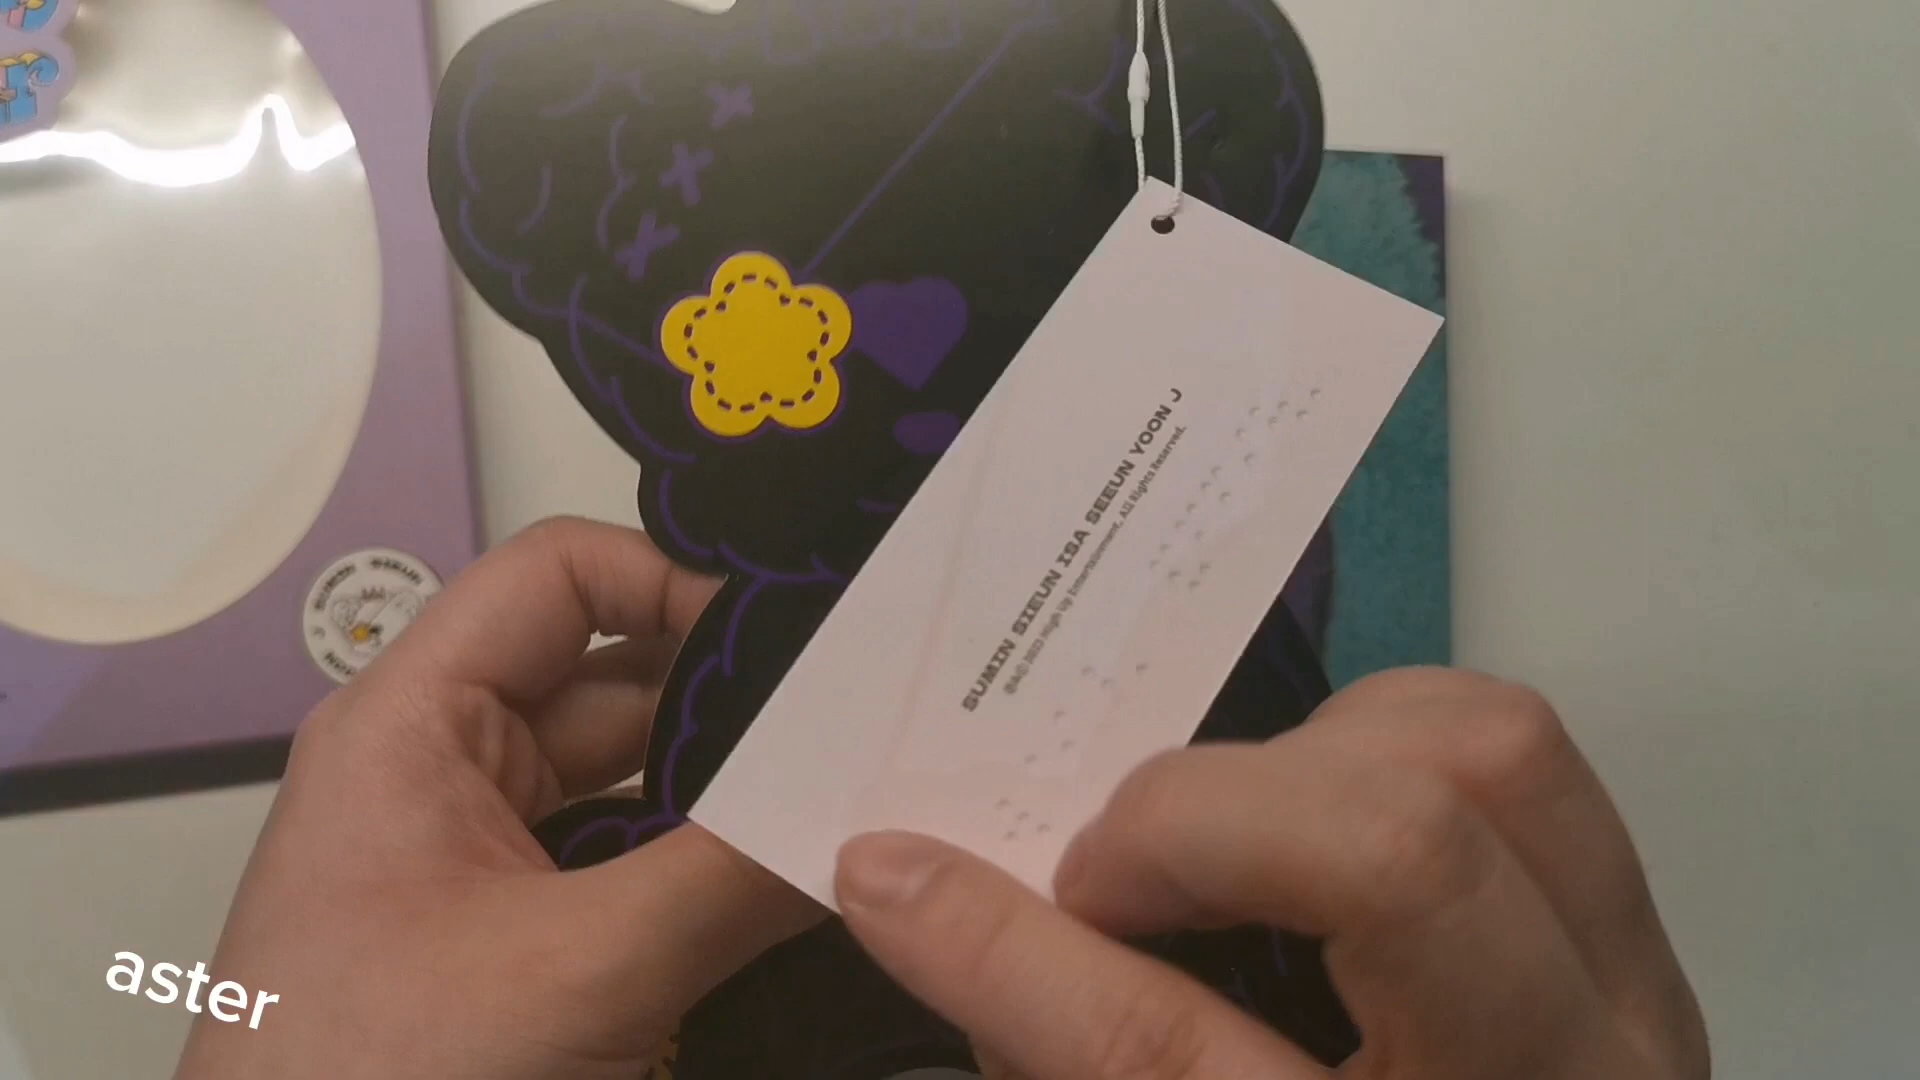 SUMIN SIEUN ISA SEEUN YOON J
℗&© 2023 High Up Entertainment. All Rights Reserved.
aster